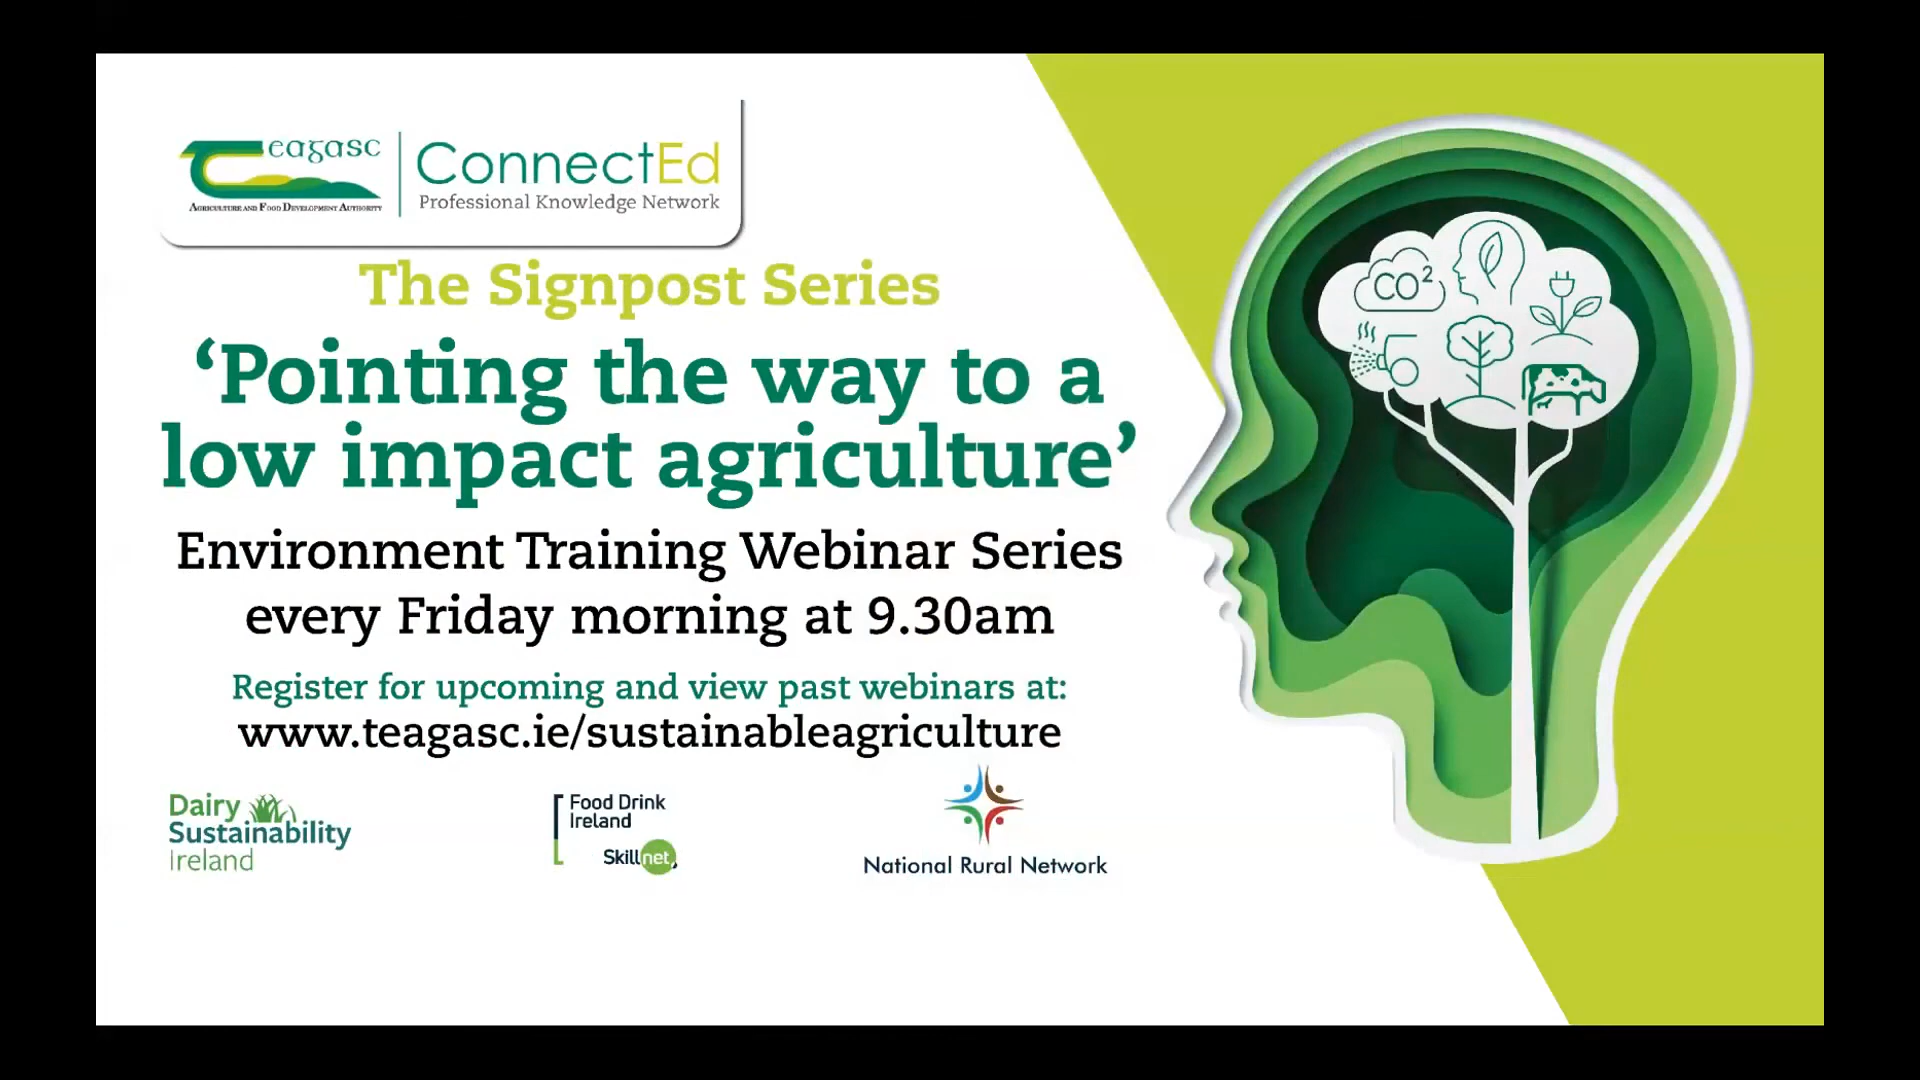 Teagasc
AGRICULTURE AND FOOD DEVELOPMENT AUTHORITY
ConnectEd
Professional Knowledge Network
The Signpost Series
‘Pointing the way to a
low impact agriculture’
Environment Training Webinar Series
every Friday morning at 9.30am
Register for upcoming and view past webinars at:
www.teagasc.ie/sustainableagriculture
Dairy
Sustainability
Ireland
Food Drink
Ireland
Skillnet
National Rural Network
CO²